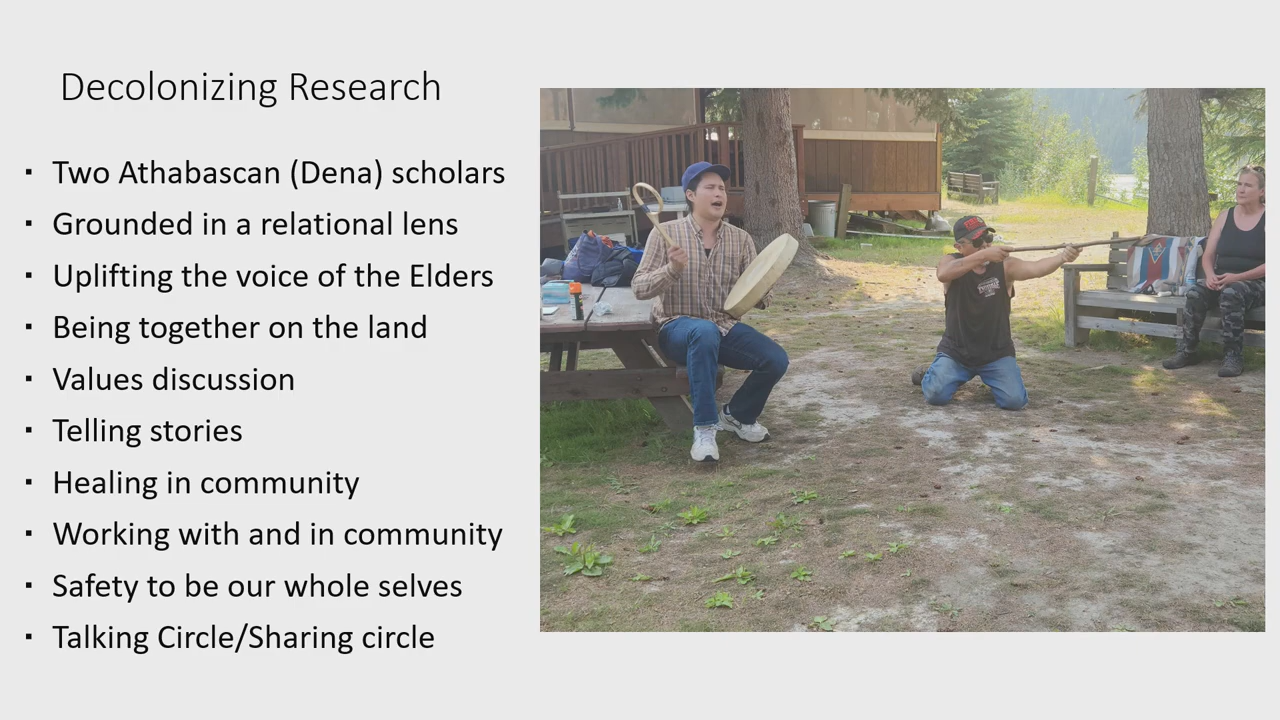 Decolonizing Research
▪ Two Athabascan (Dena) scholars
▪ Grounded in a relational lens
▪ Uplifting the voice of the Elders
▪ Being together on the land
▪ Values discussion
▪ Telling stories
▪ Healing in community
▪ Working with and in community
▪ Safety to be our whole selves
▪ Talking Circle/Sharing circle